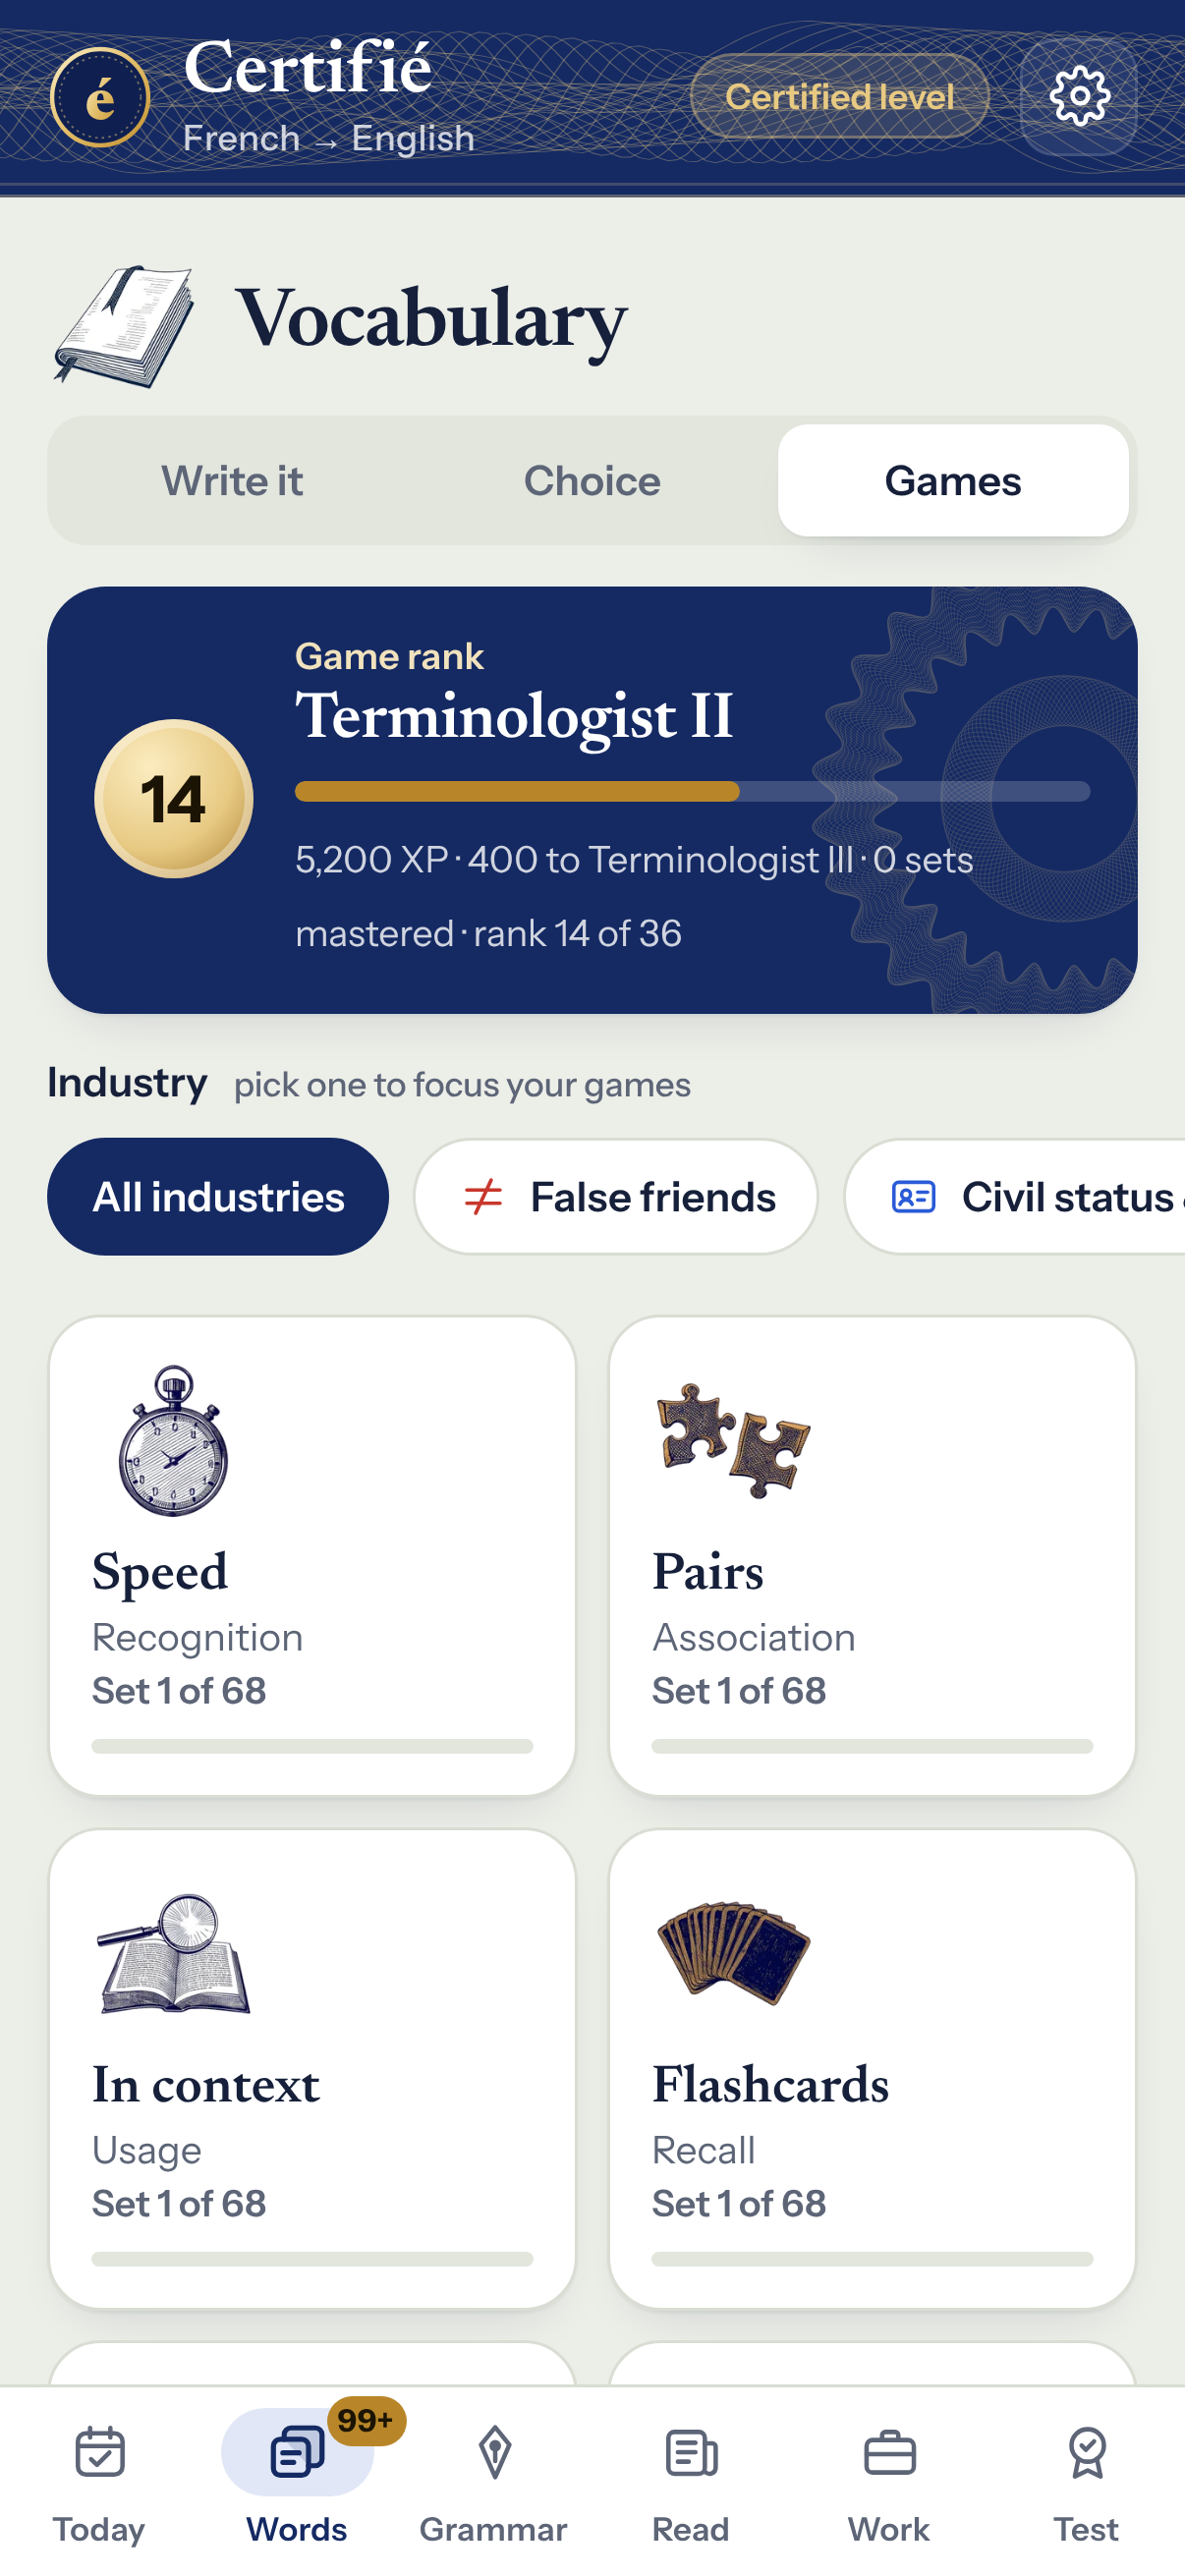 é
Certifié
French → English
Certified level
Vocabulary
Write it
Choice
Games
14
Game rank
Terminologist II
5,200 XP · 400 to Terminologist III · 0 sets
mastered · rank 14 of 36
Industry pick one to focus your games
All industries
≠ False friends
Civil status
Speed
Recognition
Set 1 of 68
Pairs
Association
Set 1 of 68
In context
Usage
Set 1 of 68
Flashcards
Recall
Set 1 of 68
99+
Today
Words
Grammar
Read
Work
Test